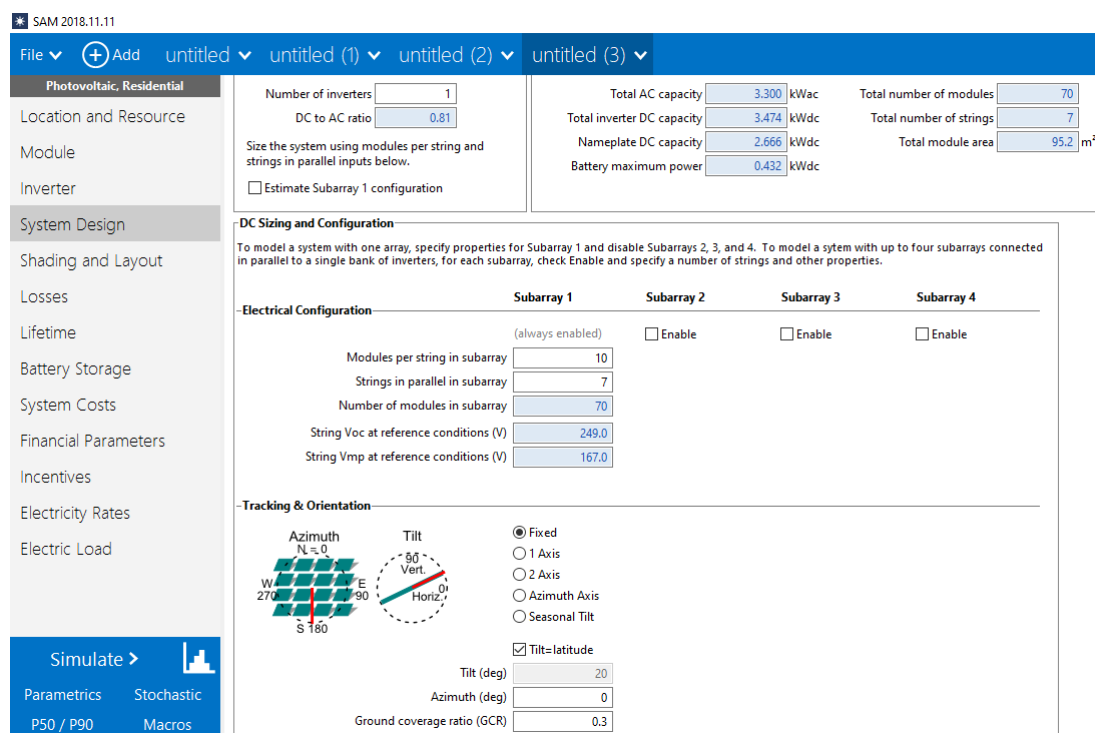 SAM 2018.11.11
File Add untitled untitled (1) untitled (2) untitled (3)
Photovoltaic, Residential
Location and Resource
Module
Inverter
System Design
Shading and Layout
Losses
Lifetime
Battery Storage
System Costs
Financial Parameters
Incentives
Electricity Rates
Electric Load
Simulate >
Parametrics Stochastic
P50 / P90 Macros
Number of inverters 1
DC to AC ratio 0.81
Size the system using modules per string and
strings in parallel inputs below.
Estimate Subarray 1 configuration
Total AC capacity 3.300 kWac
Total inverter DC capacity 3.474 kWdc
Nameplate DC capacity 2.666 kWdc
Battery maximum power 0.432 kWdc
Total number of modules 70
Total number of strings 7
Total module area 95.2 m²
DC Sizing and Configuration
To model a system with one array, specify properties for Subarray 1 and disable Subarrays 2, 3, and 4. To model a sytem with up to four subarrays connected
in parallel to a single bank of inverters, for each subarray, check Enable and specify a number of strings and other properties.
Subarray 1 Subarray 2 Subarray 3 Subarray 4
Electrical Configuration
(always enabled) Enable Enable Enable
Modules per string in subarray 10
Strings in parallel in subarray 7
Number of modules in subarray 70
String Voc at reference conditions (V) 249.0
String Vmp at reference conditions (V) 167.0
Tracking & Orientation
Azimuth
N = 0
W
270
E
90
S 180
Tilt
90
Vert.
0
Horiz.
Fixed
1 Axis
2 Axis
Azimuth Axis
Seasonal Tilt
Tilt=latitude
Tilt (deg) 20
Azimuth (deg) 0
Ground coverage ratio (GCR) 0.3